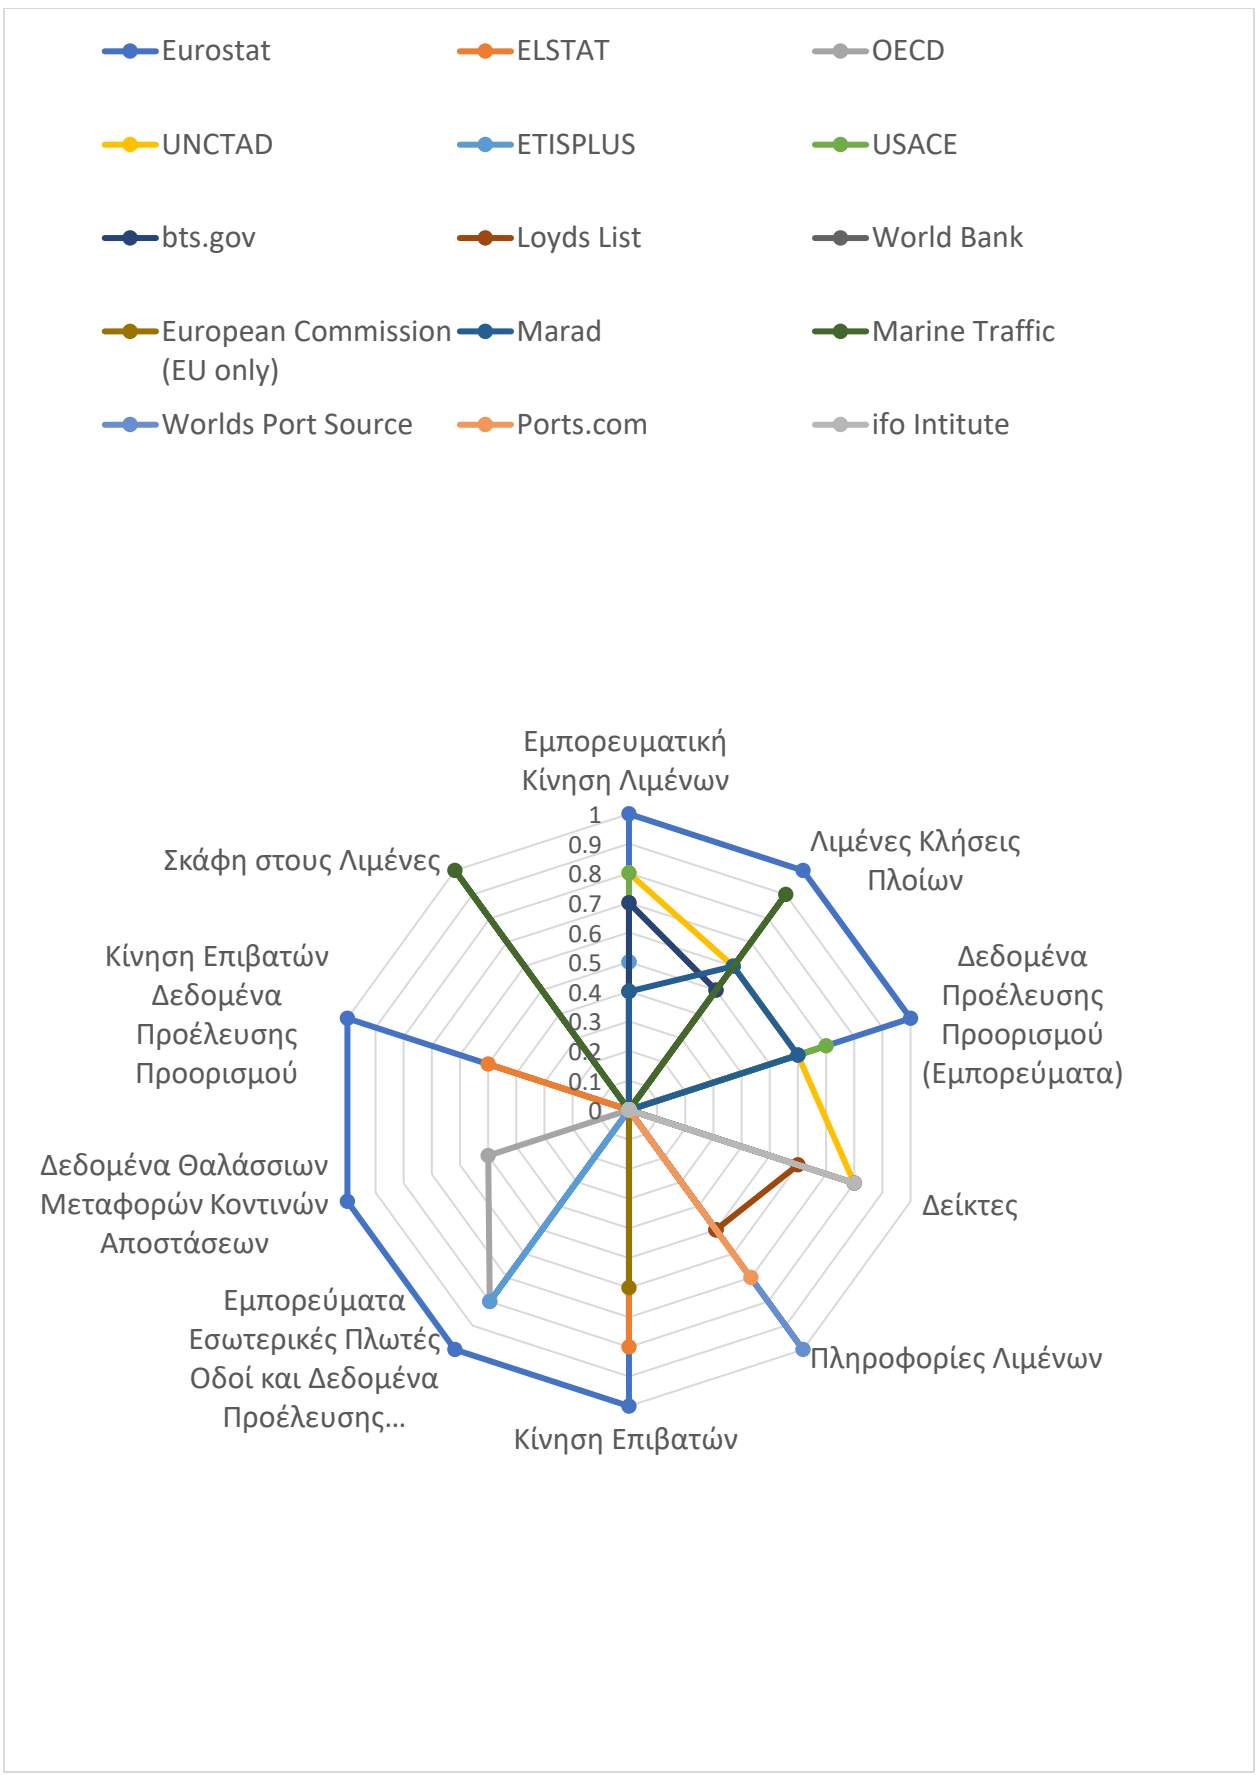 Eurostat
ELSTAT
OECD
UNCTAD
ETISPLUS
USACE
bts.gov
Loyds List
World Bank
European Commission
(EU only)
Marad
Marine Traffic
Worlds Port Source
Ports.com
ifo Intitute
Εμπορευματική
Κίνηση Λιμένων
Λιμένες Κλήσεις
Πλοίων
Δεδομένα
Προέλευσης
Προορισμού
(Εμπορεύματα)
Δείκτες
Πληροφορίες Λιμένων
Κίνηση Επιβατών
Εμπορεύματα
Εσωτερικές Πλωτές
Οδοί και Δεδομένα
Προέλευσης...
Δεδομένα Θαλάσσιων
Μεταφορών Κοντινών
Αποστάσεων
Κίνηση Επιβατών
Δεδομένα
Προέλευσης
Προορισμού
Σκάφη στους Λιμένες
1
0.9
0.8
0.7
0.6
0.5
0.4
0.3
0.2
0.1
0